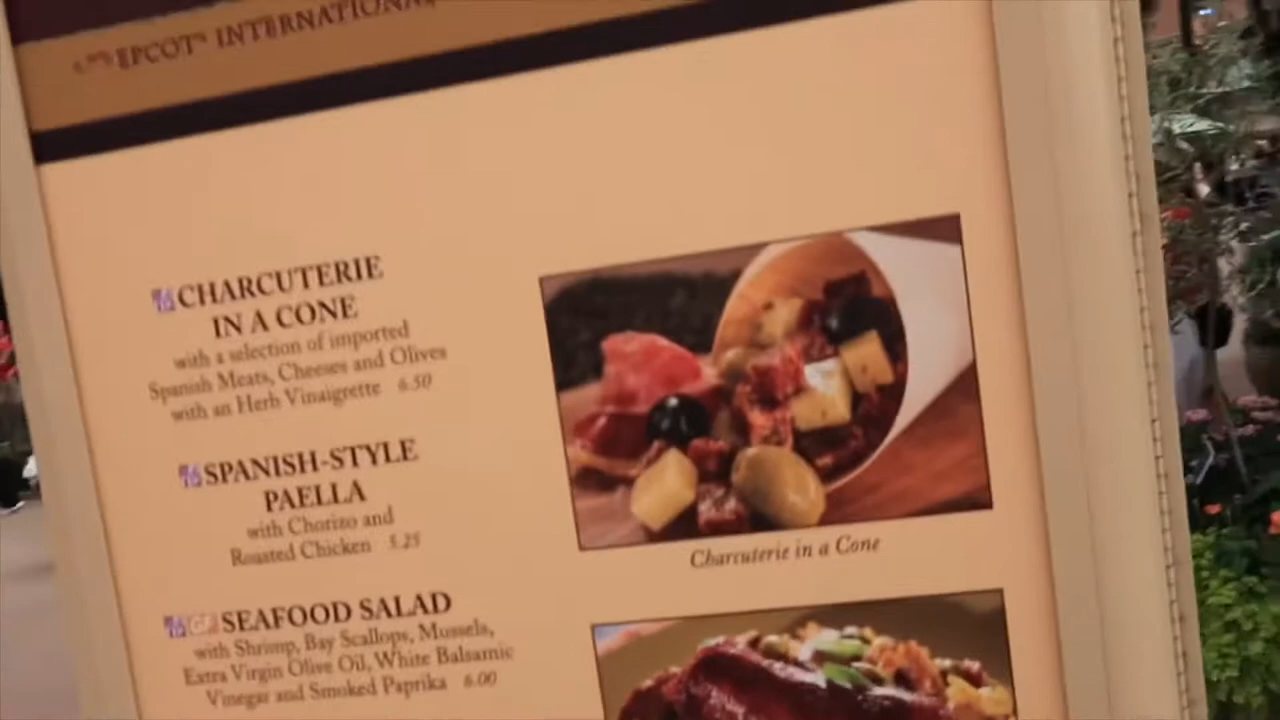 EPCOT INTERNATIONAL
CHARCUTERIE
IN A CONE
with a selection of imported
Spanish Meats, Cheeses and Olives
with an Herb Vinaigrette 6.50
SPANISH-STYLE
PAELLA
with Chorizo and
Roasted Chicken 5.25
GF SEAFOOD SALAD
with Shrimp, Bay Scallops, Mussels,
Extra Virgin Olive Oil, White Balsamic
Vinegar and Smoked Paprika 6.00
Charcuterie in a Cone